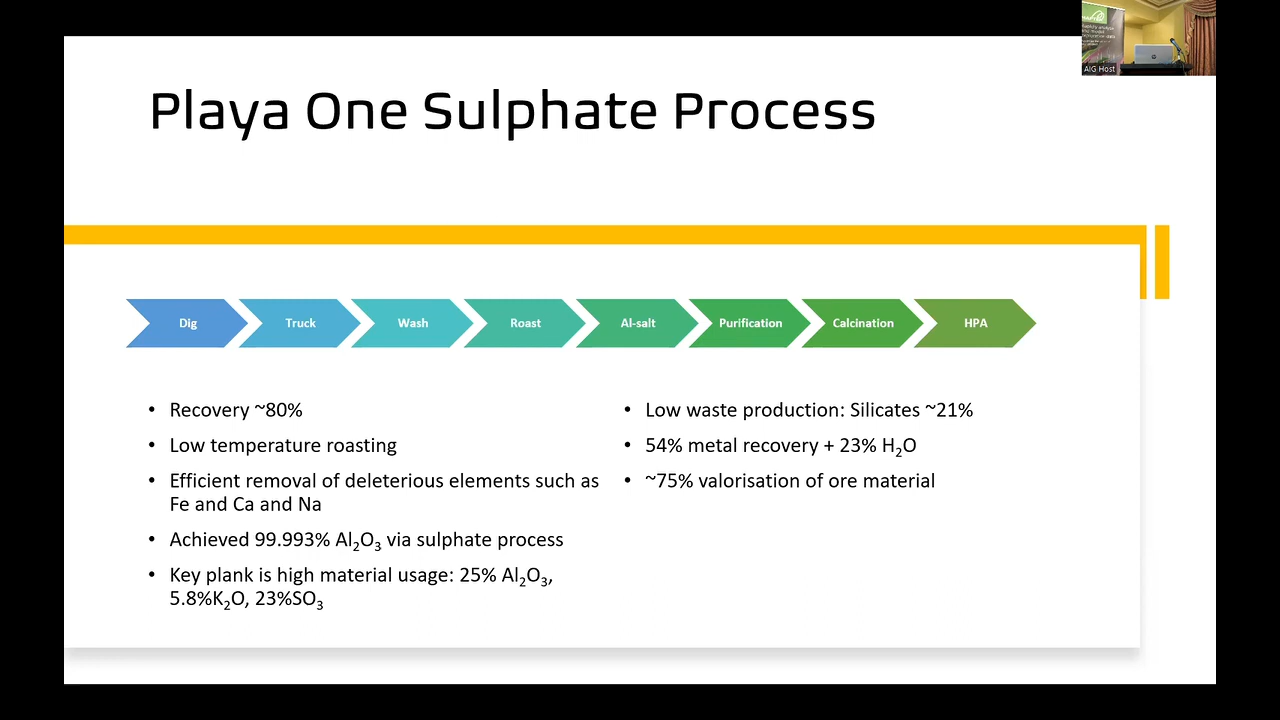 Playa One Sulphate Process
Dig
Truck
Wash
Roast
Al-salt
Purification
Calcination
HPA
• Recovery ~80%
• Low temperature roasting
• Efficient removal of deleterious elements such as
Fe and Ca and Na
• Achieved 99.993% Al₂O₃ via sulphate process
• Key plank is high material usage: 25% Al₂O₃,
5.8%K₂O, 23%SO₃
• Low waste production: Silicates ~21%
• 54% metal recovery + 23% H₂O
• ~75% valorisation of ore material
AIG Host